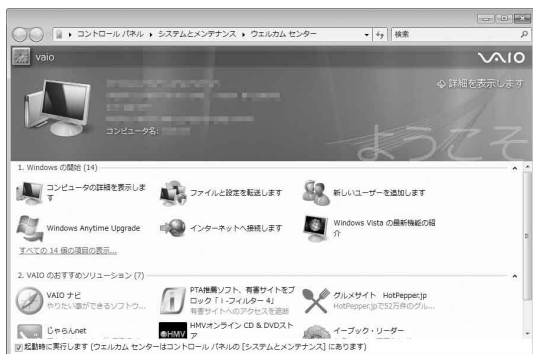 コントロール パネル ▸ システムとメンテナンス ▸ ウェルカム センター
検索
vaio
VAIO
詳細を表示します
コンピュータ名:
ようこそ
1. Windows の開始 (14)
コンピュータの詳細を表示しま
す
ファイルと設定を転送します
新しいユーザーを追加します
Windows Anytime Upgrade
インターネットへ接続します
Windows Vista の最新機能の紹
介
すべての 14 個の項目の表示...
2. VAIO のおすすめソリューション (7)
VAIO ナビ
やりたい事ができるソフトウ...
PTA推薦ソフト、有害サイトをブ
ロック「i -フィルター 4」
有害サイトへのアクセスを遮断
グルメサイト HotPepper.jp
HotPepper.jpで52万件のグル...
じゃらんnet
HMV
HMVオンライン CD & DVDスト
ア
イーブック・リーダー
起動時に実行します (ウェルカム センターはコントロール パネルの [システムとメンテナンス] にあります)